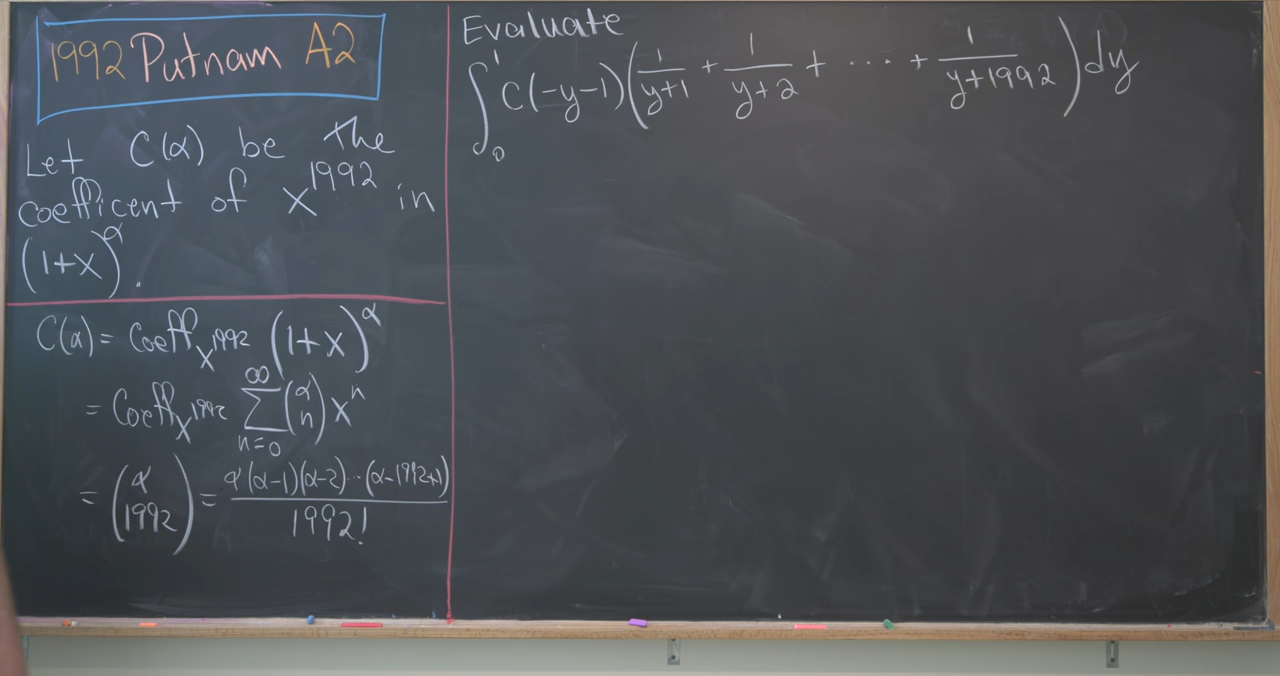 1992 Putnam A2
Let C(α) be the
coefficent of x^1992 in
(1+x)^α.
C(α) = Coeff_x^1992 (1+x)^α
= Coeff_x^1992 ∑_{n=0}^{∞} (α n) x^n
= (α 1992) = α(α-1)(α-2)···(α-1992+1) / 1992!
Evaluate
∫_0^1 C(-y-1)(1/(y+1) + 1/(y+2) + ··· + 1/(y+1992)) dy